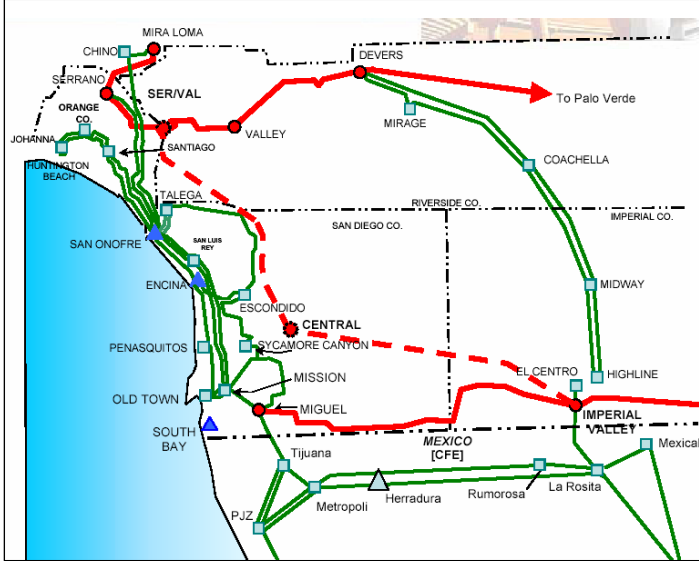 MIRA LOMA
CHINO
DEVERS
SERRANO
SER/VAL
To Palo Verde
ORANGE
CO.
MIRAGE
VALLEY
JOHANNA
SANTIAGO
COACHELLA
HUNTINGTON
BEACH
TALEGA
RIVERSIDE CO.
IMPERIAL CO.
SAN DIEGO CO.
SAN ONOFRE
SAN LUIS
REY
ENCINA
MIDWAY
ESCONDIDO
CENTRAL
PENASQUITOS
SYCAMORE CANYON
EL CENTRO
HIGHLINE
MISSION
OLD TOWN
MIGUEL
IMPERIAL
VALLEY
SOUTH
BAY
MEXICO
[CFE]
Mexical
Tijuana
La Rosita
Rumorosa
Herradura
Metropoli
PJZ